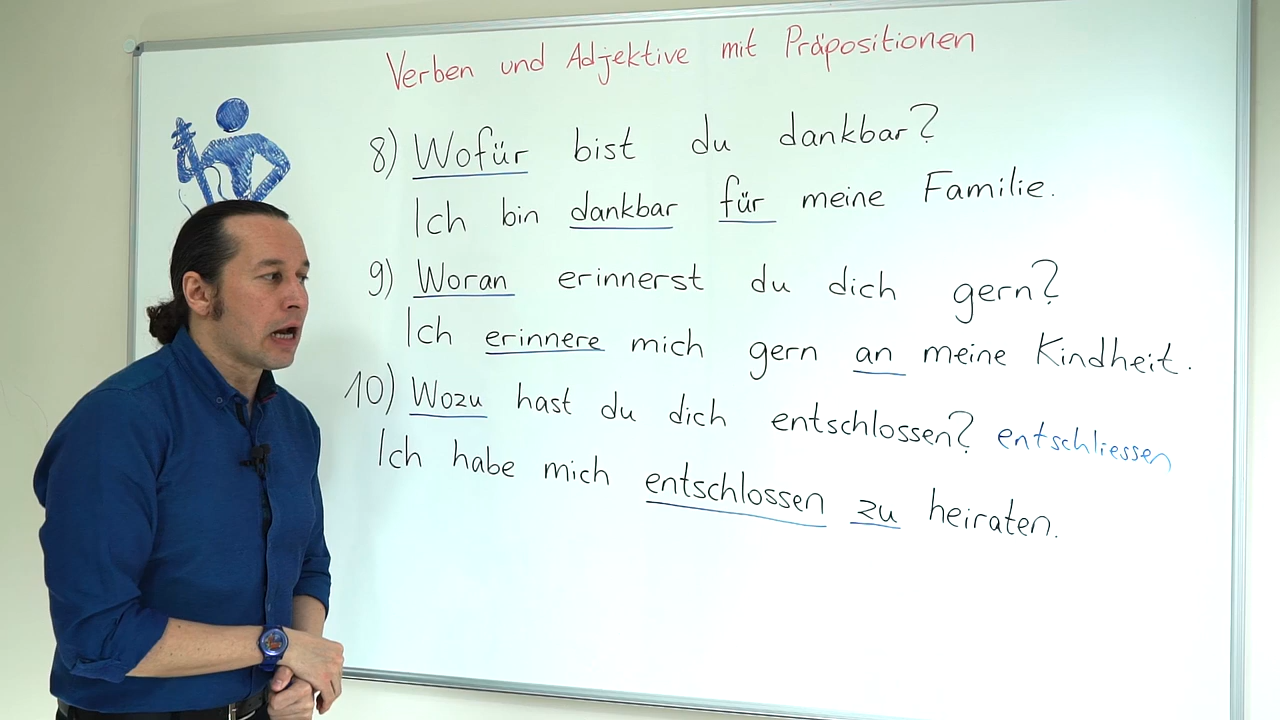 Verben und Adjektive mit Präpositionen
8) Wofür bist du dankbar?
Ich bin dankbar für meine Familie.
9) Woran erinnerst du dich gern?
Ich erinnere mich gern an meine Kindheit.
10) Wozu hast du dich entschlossen? entschliessen
Ich habe mich entschlossen zu heiraten.